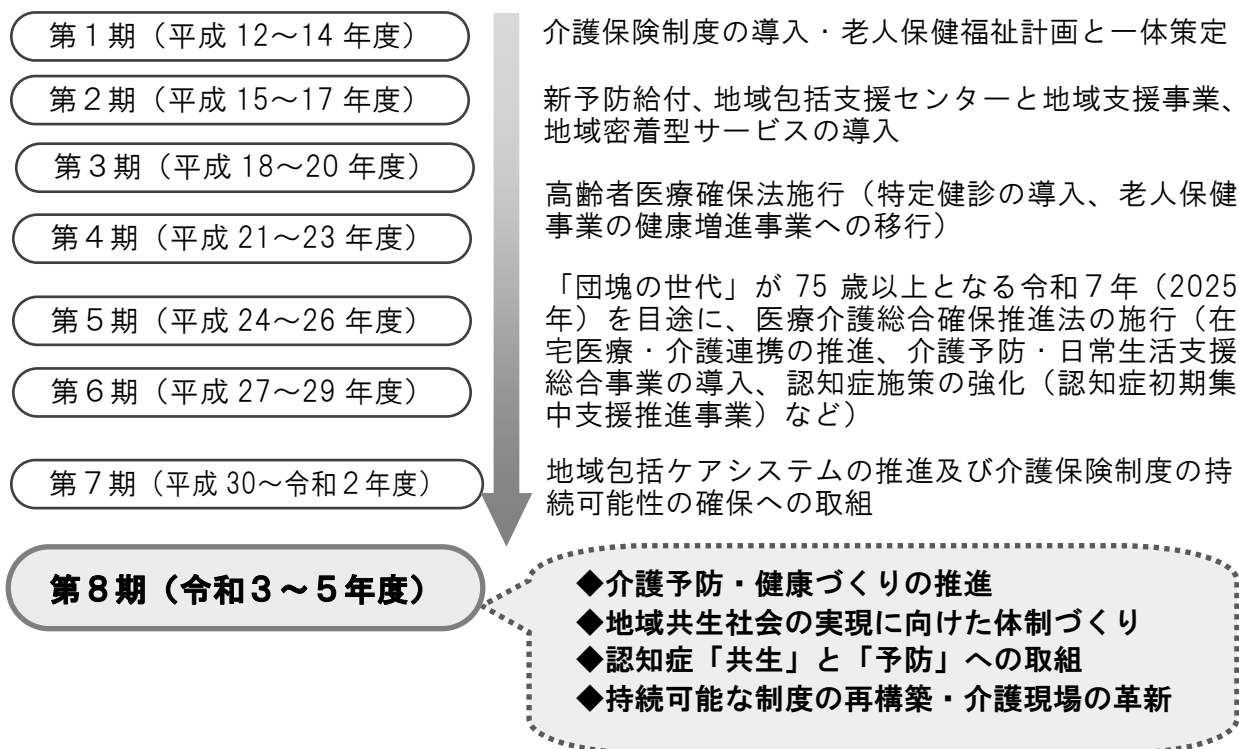 第１期（平成 12～14 年度）
介護保険制度の導入・老人保健福祉計画と一体策定
第２期（平成 15～17 年度）
新予防給付、地域包括支援センターと地域支援事業、
地域密着型サービスの導入
第３期（平成 18～20 年度）
高齢者医療確保法施行（特定健診の導入、老人保健
事業の健康増進事業への移行）
第４期（平成 21～23 年度）
「団塊の世代」が 75 歳以上となる令和７年（2025
年）を目途に、医療介護総合確保推進法の施行（在
宅医療・介護連携の推進、介護予防・日常生活支援
総合事業の導入、認知症施策の強化（認知症初期集
中支援推進事業）など）
第５期（平成 24～26 年度）
第６期（平成 27～29 年度）
第７期（平成 30～令和２年度）
地域包括ケアシステムの推進及び介護保険制度の持
続可能性の確保への取組
第８期（令和３～５年度）
◆介護予防・健康づくりの推進
◆地域共生社会の実現に向けた体制づくり
◆認知症「共生」と「予防」への取組
◆持続可能な制度の再構築・介護現場の革新